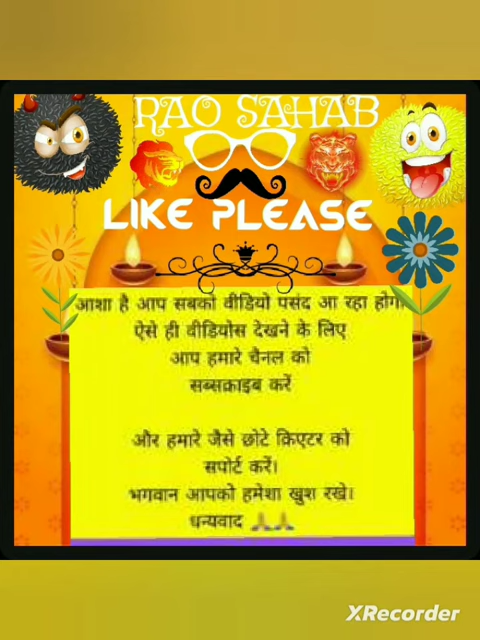 RAO SAHAB
LIKE PLEASE
आशा है आप सबको वीडियो पसंद आ रहा होगा
ऐसे ही वीडियोस देखने के लिए
आप हमारे चैनल को
सब्सक्राइब करें
और हमारे जैसे छोटे क्रिएटर को
सपोर्ट करें।
भगवान आपको हमेशा खुश रखे।
धन्यवाद 🙏🙏
XRecorder